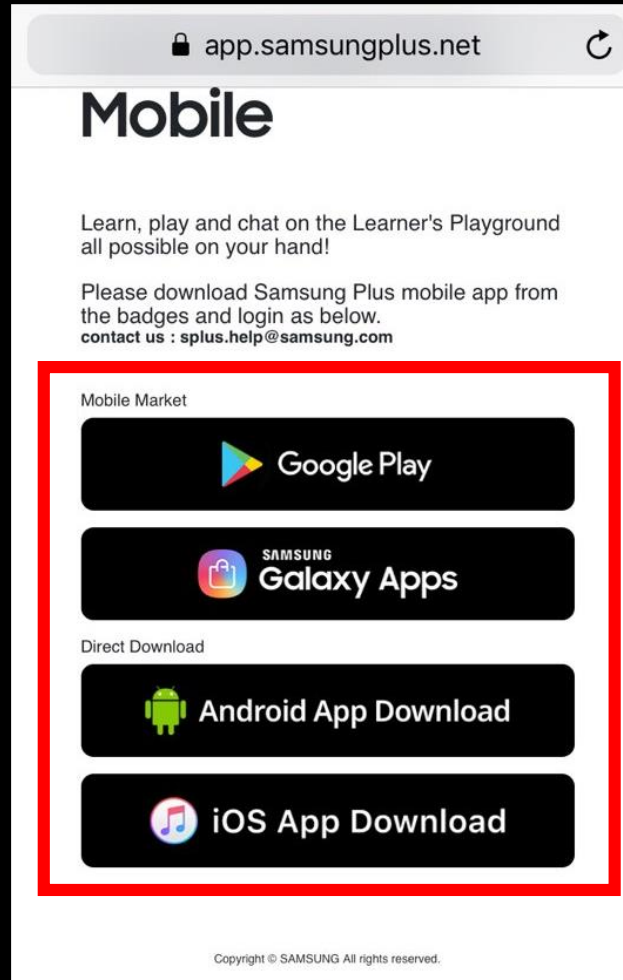 app.samsungplus.net
Mobile
Learn, play and chat on the Learner's Playground
all possible on your hand!
Please download Samsung Plus mobile app from
the badges and login as below.
contact us : splus.help@samsung.com
Mobile Market
Google Play
SAMSUNG
Galaxy Apps
Direct Download
Android App Download
iOS App Download
Copyright © SAMSUNG All rights reserved.